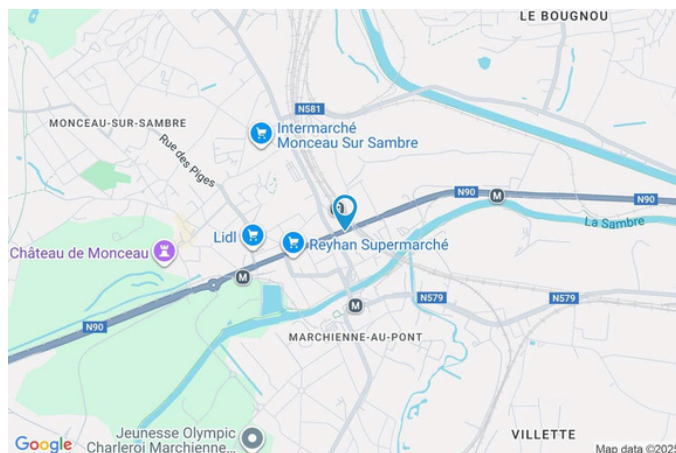 LE BOUGNOU
N581
MONCEAU-SUR-SAMBRE
Intermarché
Monceau Sur Sambre
Rue des Piges
N90
N90
M
La Sambre
Lidl
Reyhan Supermarché
Château de Monceau
M
N579
N579
M
N90
MARCHIENNE-AU-PONT
Jeunesse Olympic
Charleroi Marchienne...
VILLETTE
Google
Map data ©2025